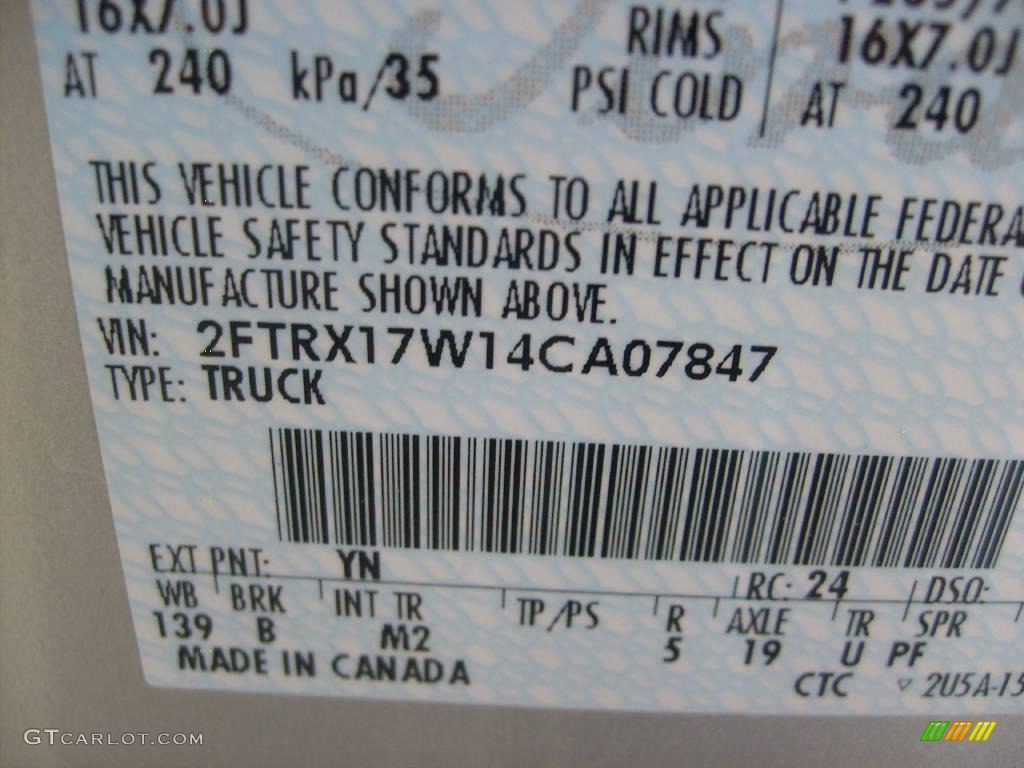 16X7.0J RIMS 16X7.0J
AT 240 kPa/35 PSI COLD AT 240
THIS VEHICLE CONFORMS TO ALL APPLICABLE FEDERA
VEHICLE SAFETY STANDARDS IN EFFECT ON THE DATE
MANUFACTURE SHOWN ABOVE.
VIN: 2FTRX17W14CA07847
TYPE: TRUCK
EXT PNT: YN RC: 24 DSO:
WB BRK INT TR TP/PS R AXLE TR SPR
139 B M2 5 19 U PF
MADE IN CANADA CTC ▽ 2U5A-15
GTCARLOT.COM